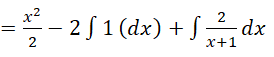 = x²/2 − 2 ∫ 1 (dx) + ∫ 2/(x+1) dx